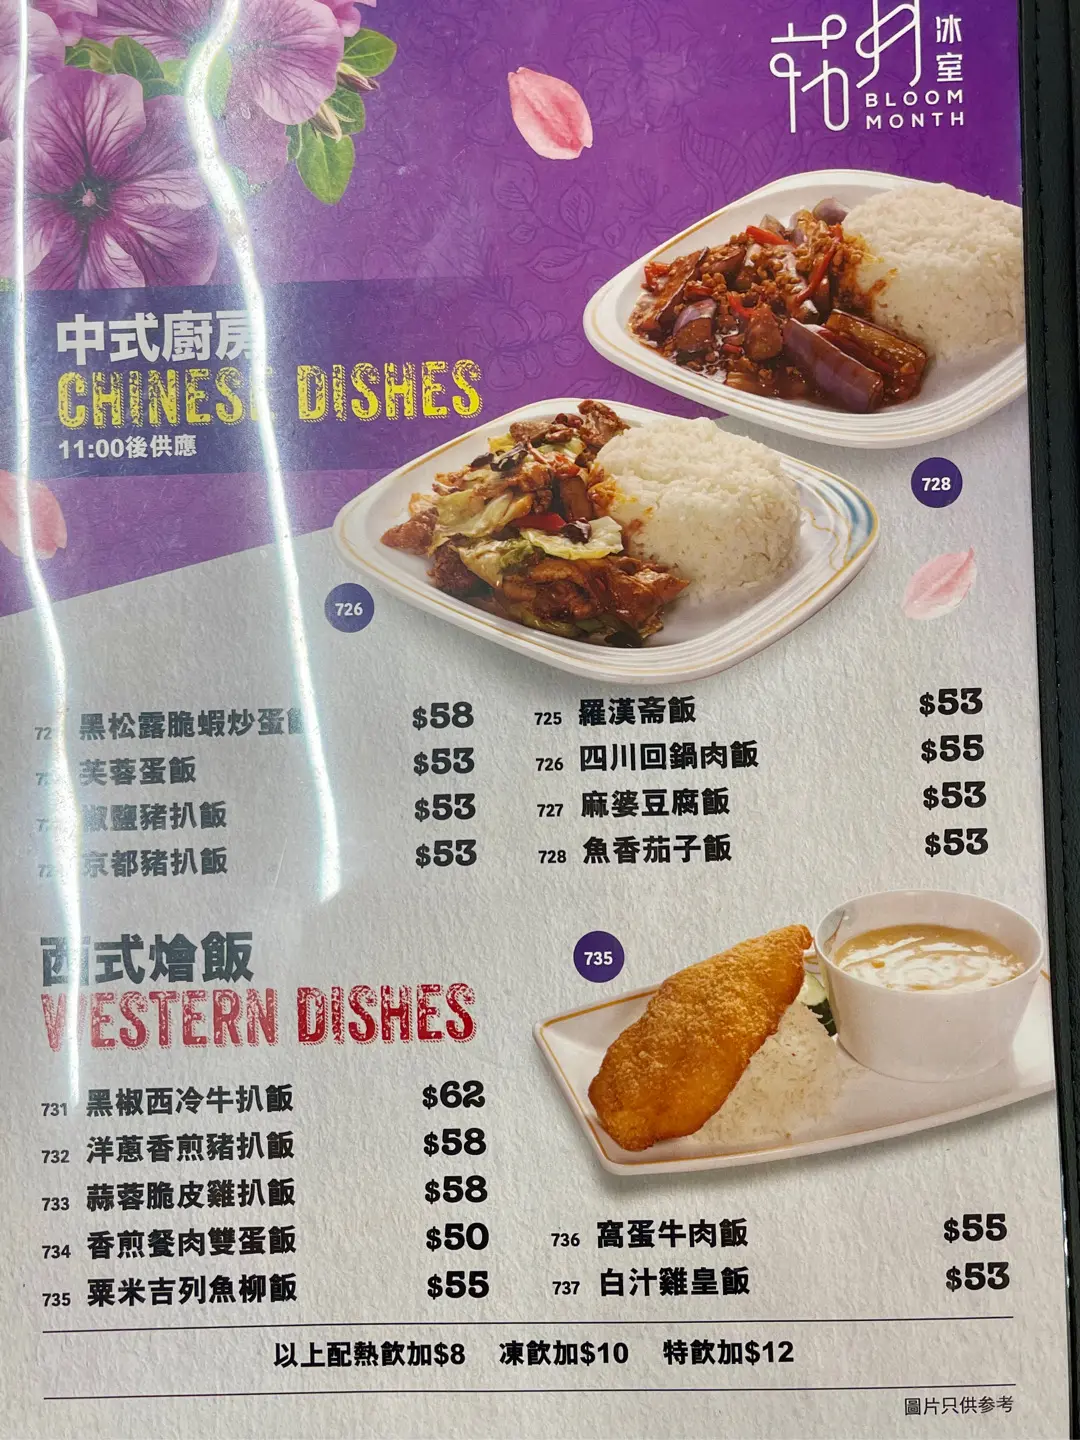 花月冰室
BLOOM
MONTH
中式廚房
CHINESE DISHES
11:00後供應
728
726
黑松露脆蝦炒蛋飯 $58
芙蓉蛋飯 $53
椒鹽豬扒飯 $53
京都豬扒飯 $53
725 羅漢斋飯 $53
726 四川回鍋肉飯 $55
727 麻婆豆腐飯 $53
728 魚香茄子飯 $53
西式燴飯
WESTERN DISHES
735
731 黑椒西冷牛扒飯 $62
732 洋蔥香煎豬扒飯 $58
733 蒜蓉脆皮雞扒飯 $58
734 香煎餐肉雙蛋飯 $50
735 粟米吉列魚柳飯 $55
736 窩蛋牛肉飯 $55
737 白汁雞皇飯 $53
以上配熱飲加$8 凍飲加$10 特飲加$12
圖片只供參考